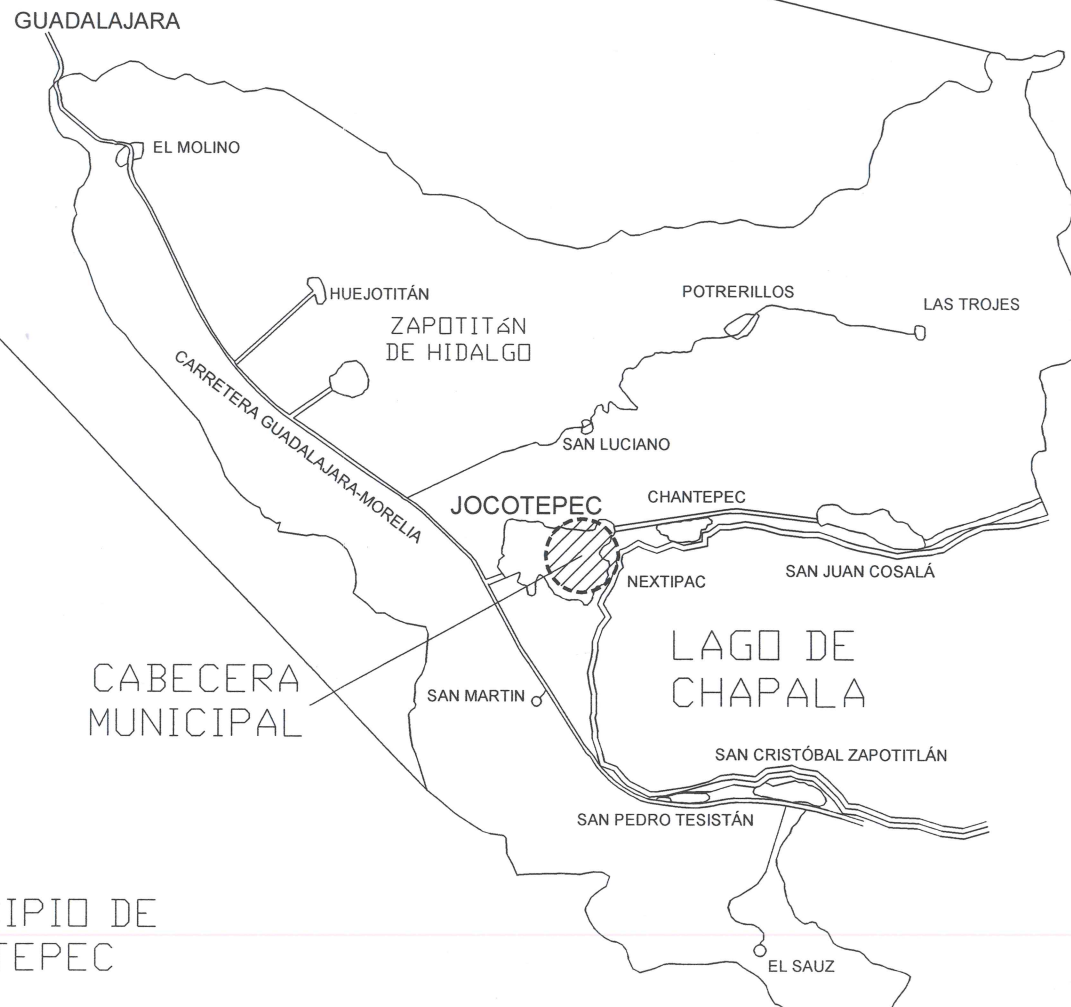 GUADALAJARA
EL MOLINO
HUEJOTITÁN
POTRERILLOS
LAS TROJES
ZAPOTITáN
DE HIDALGO
CARRETERA GUADALAJARA-MORELIA
SAN LUCIANO
JOCOTEPEC
CHANTEPEC
SAN JUAN COSALÁ
NEXTIPAC
LAGO DE
CHAPALA
CABECERA
MUNICIPAL
SAN MARTIN
SAN CRISTÓBAL ZAPOTITLÁN
SAN PEDRO TESISTÁN
IPIO DE
TEPEC
EL SAUZ